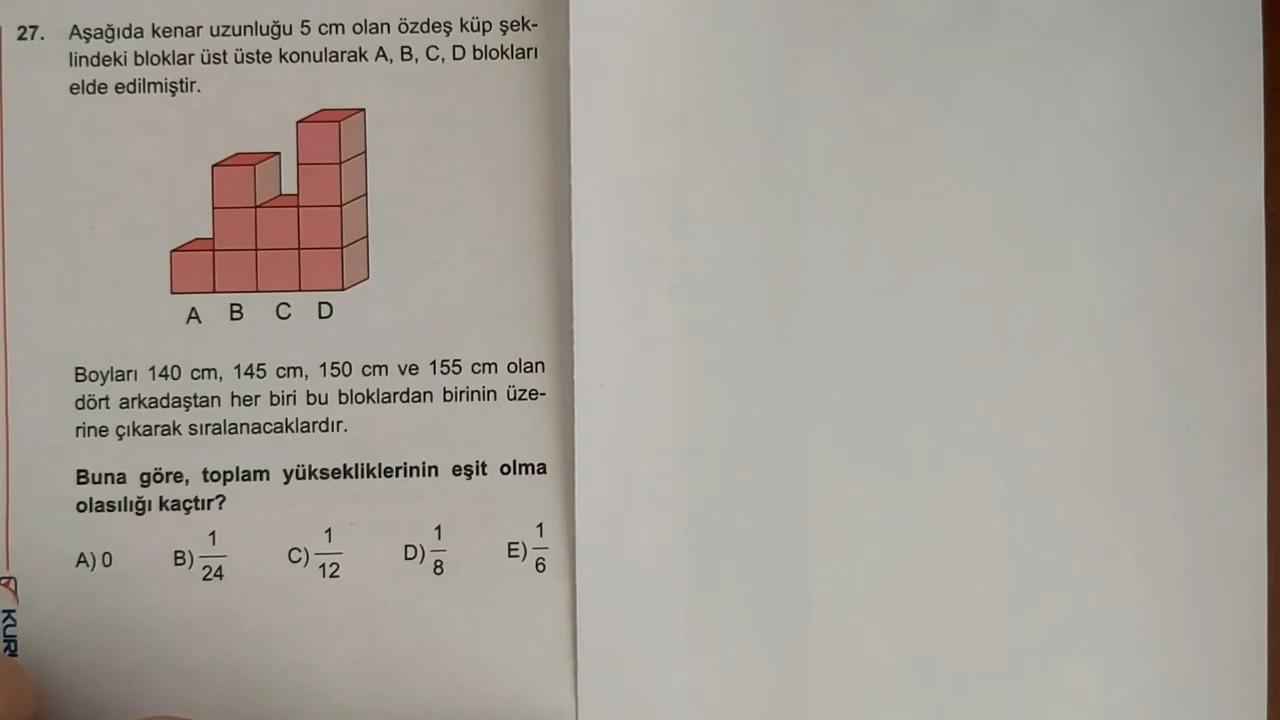 27. Aşağıda kenar uzunluğu 5 cm olan özdeş küp şek-
lindeki bloklar üst üste konularak A, B, C, D blokları
elde edilmiştir.
A B C D
Boyları 140 cm, 145 cm, 150 cm ve 155 cm olan
dört arkadaştan her biri bu bloklardan birinin üze-
rine çıkarak sıralanacaklardır.
Buna göre, toplam yüksekliklerinin eşit olma
olasılığı kaçtır?
A) 0 B) 1/24 C) 1/12 D) 1/8 E) 1/6
KUR